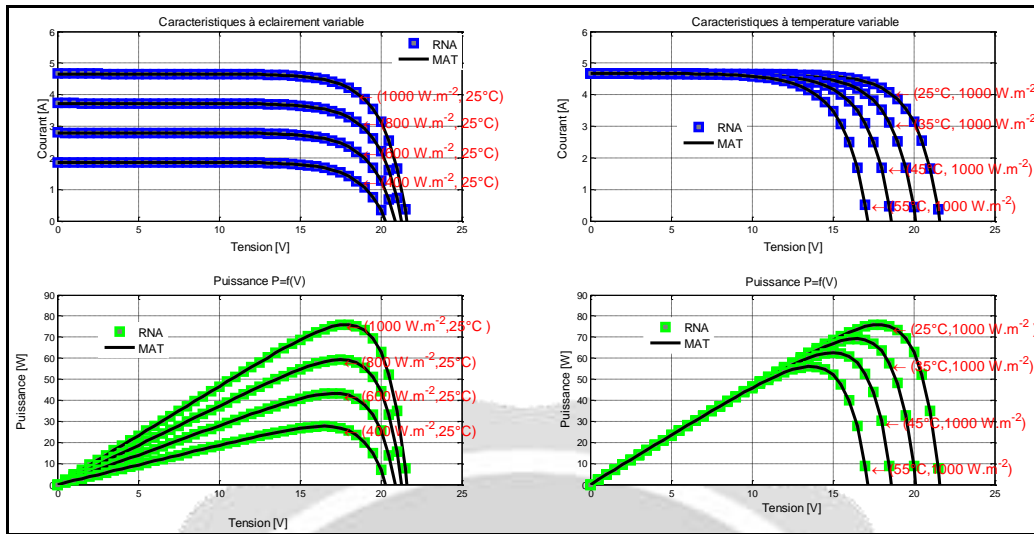 Caracteristiques à eclairement variable
6
5
4
3
2
1
0
Courant [A]
RNA
MAT
(1000 W.m-2, 25°C)
←(800 W.m-2,25°C)
←(600 W.m-2,25°C)
←(400 W.m-2,25°C)
0 5 10 15 20 25
Tension [V]
Caracteristiques à temperature variable
6
5
4
3
2
1
0
Courant [A]
RNA
MAT
←(25°C, 1000 W.m-2)
←(35°C, 1000 W.m-2)
←(45°C, 1000 W.m-2)
←(55°C, 1000 W.m-2)
0 5 10 15 20 25
Tension [V]
Puissance P=f(V)
90
80
70
60
50
40
30
20
10
0
Puissance [W]
RNA
MAT
←(1000 W.m-2,25°C )
←(800 W.m-2,25°C)
←(600 W.m-2,25°C)
←(400 W.m-2,25°C)
0 5 10 15 20 25
Tension [V]
Puissance P=f(V)
90
80
70
60
50
40
30
20
10
0
Puissance [W]
RNA
MAT
←(25°C,1000 W.m-2)
←(35°C,1000 W.m-2)
←(45°C,1000 W.m-2)
←(55°C,1000 W.m-2)
0 5 10 15 20 25
Tension [V]